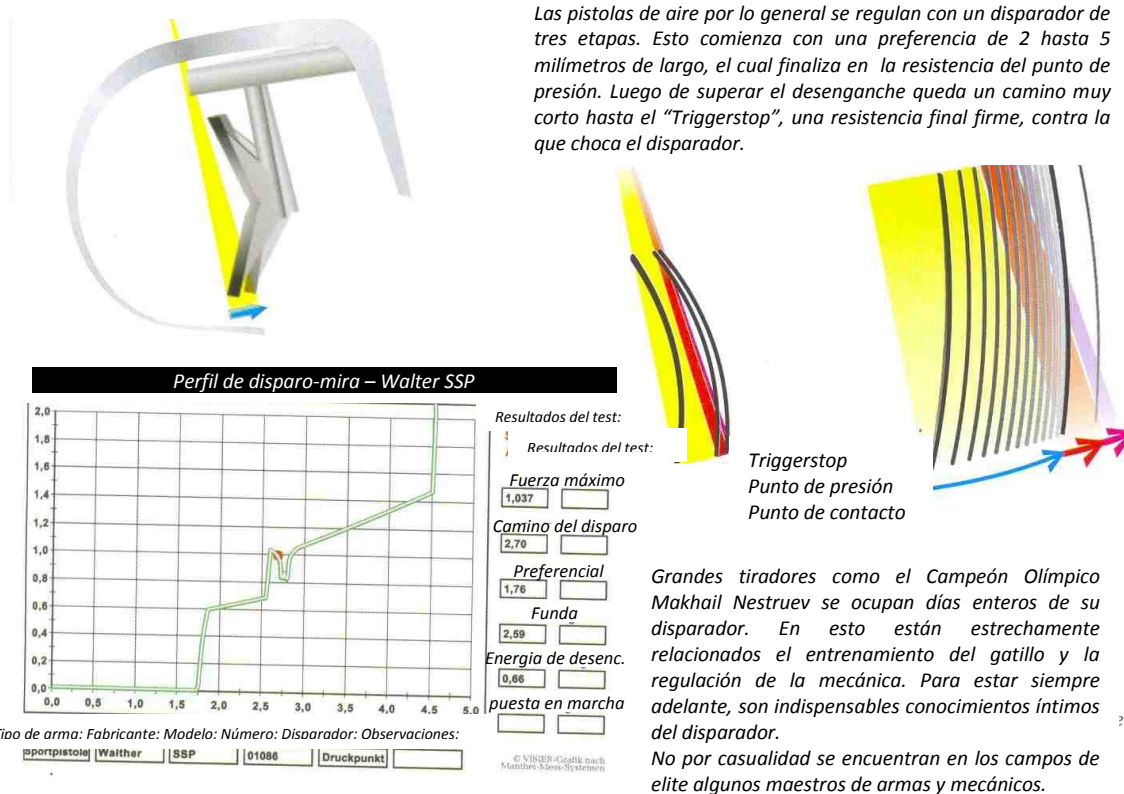 Las pistolas de aire por lo general se regulan con un disparador de
tres etapas. Esto comienza con una preferencia de 2 hasta 5
milímetros de largo, el cual finaliza en la resistencia del punto de
presión. Luego de superar el desenganche queda un camino muy
corto hasta el “Triggerstop”, una resistencia final firme, contra la
que choca el disparador.
Perfil de disparo-mira – Walter SSP
2,0
1,8
1,6
1,4
1,2
1,0
0,8
0,6
0,4
0,2
0,0
0,0 0,5 1,0 1,5 2,0 2,5 3,0 3,5 4,0 4.5 5.0
Resultados del test:
Resultados del test:
Fuerza máximo
1,037
Camino del disparo
2,70
Preferencial
1,76
Funda
2,59
Energia de desenc.
0,66
puesta en marcha
Tipo de arma: Fabricante: Modelo: Número: Disparador: Observaciones:
Sportpistole Walther SSP 01086 Druckpunkt
© VISIER-Grafik nach
Manthei-Mess-Systemen
Triggerstop
Punto de presión
Punto de contacto
Grandes tiradores como el Campeón Olímpico
Makhail Nestruev se ocupan días enteros de su
disparador. En esto están estrechamente
relacionados el entrenamiento del gatillo y la
regulación de la mecánica. Para estar siempre
adelante, son indispensables conocimientos íntimos
del disparador.
No por casualidad se encuentran en los campos de
elite algunos maestros de armas y mecánicos.